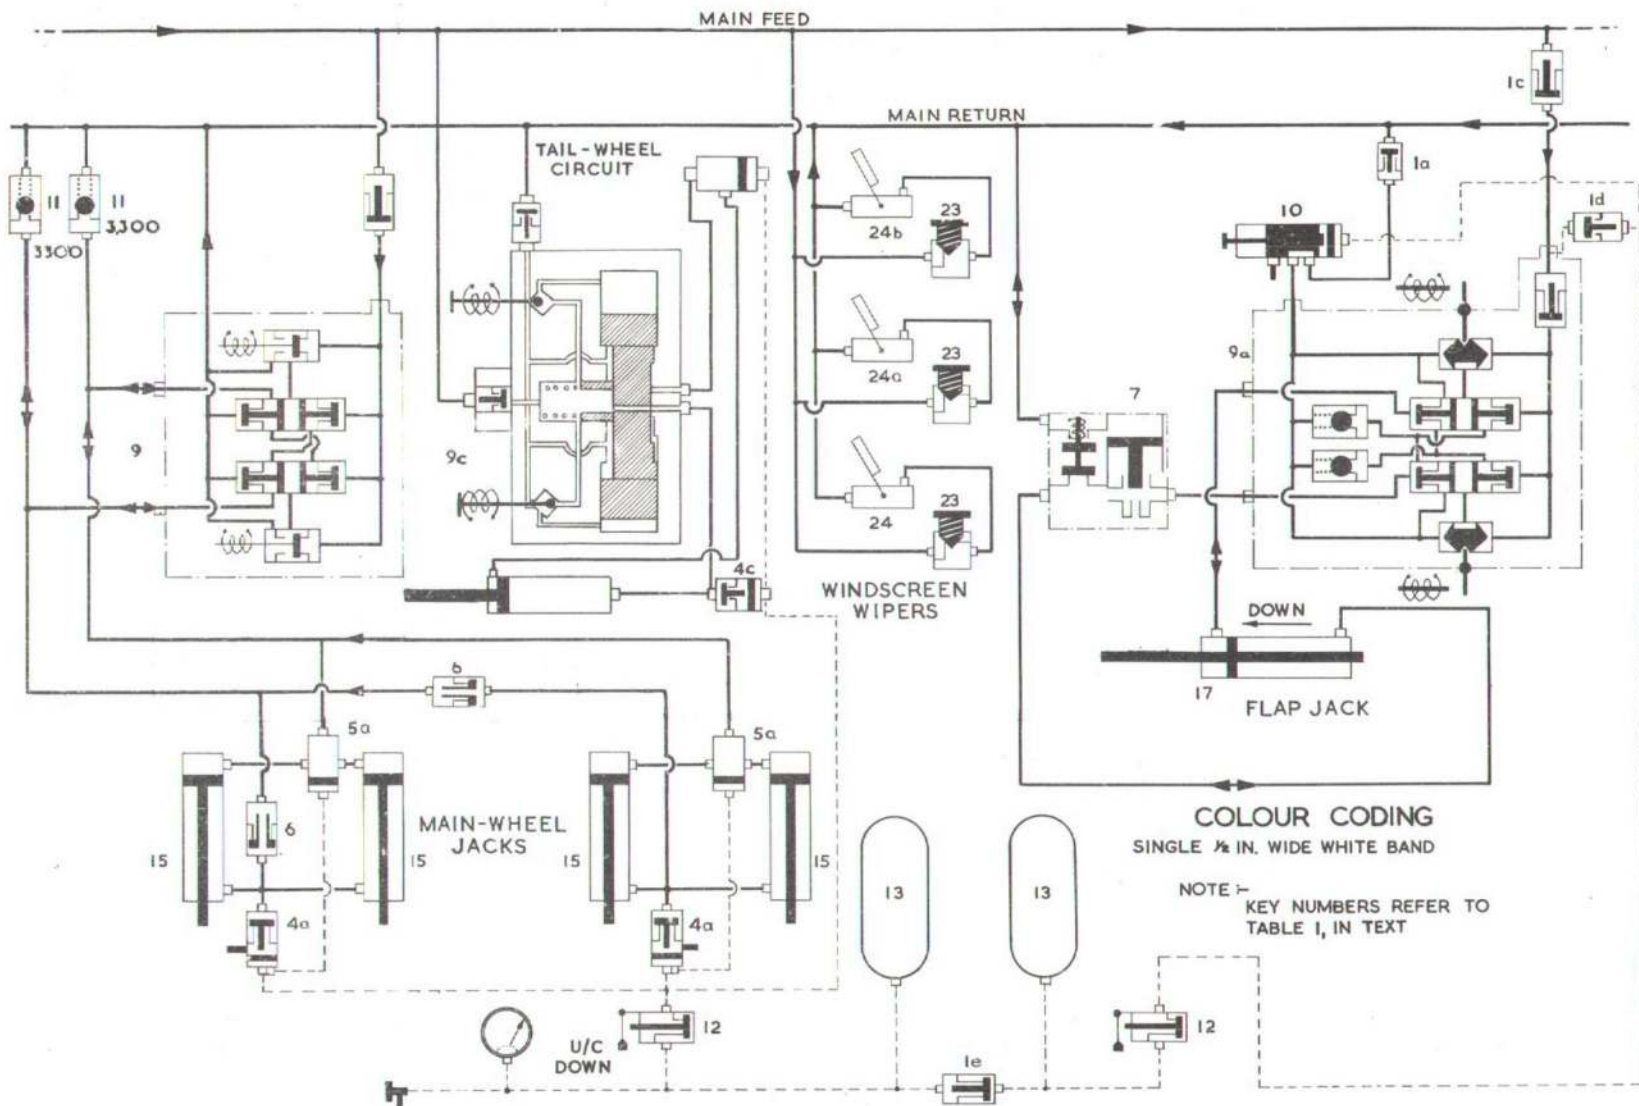 MAIN FEED
1c
MAIN RETURN
TAIL-WHEEL
CIRCUIT
1a
1d
11
11
3,300
3300
10
23
24b
9
9c
23
24a
9a
7
23
24
4c
WINDSCREEN
WIPERS
DOWN
17
FLAP JACK
6
5a
5a
6
MAIN-WHEEL
JACKS
15
15
15
15
4a
4a
13
13
COLOUR CODING
SINGLE ½ IN. WIDE WHITE BAND
NOTE :-
KEY NUMBERS REFER TO
TABLE 1, IN TEXT
U/C
DOWN
12
1e
12